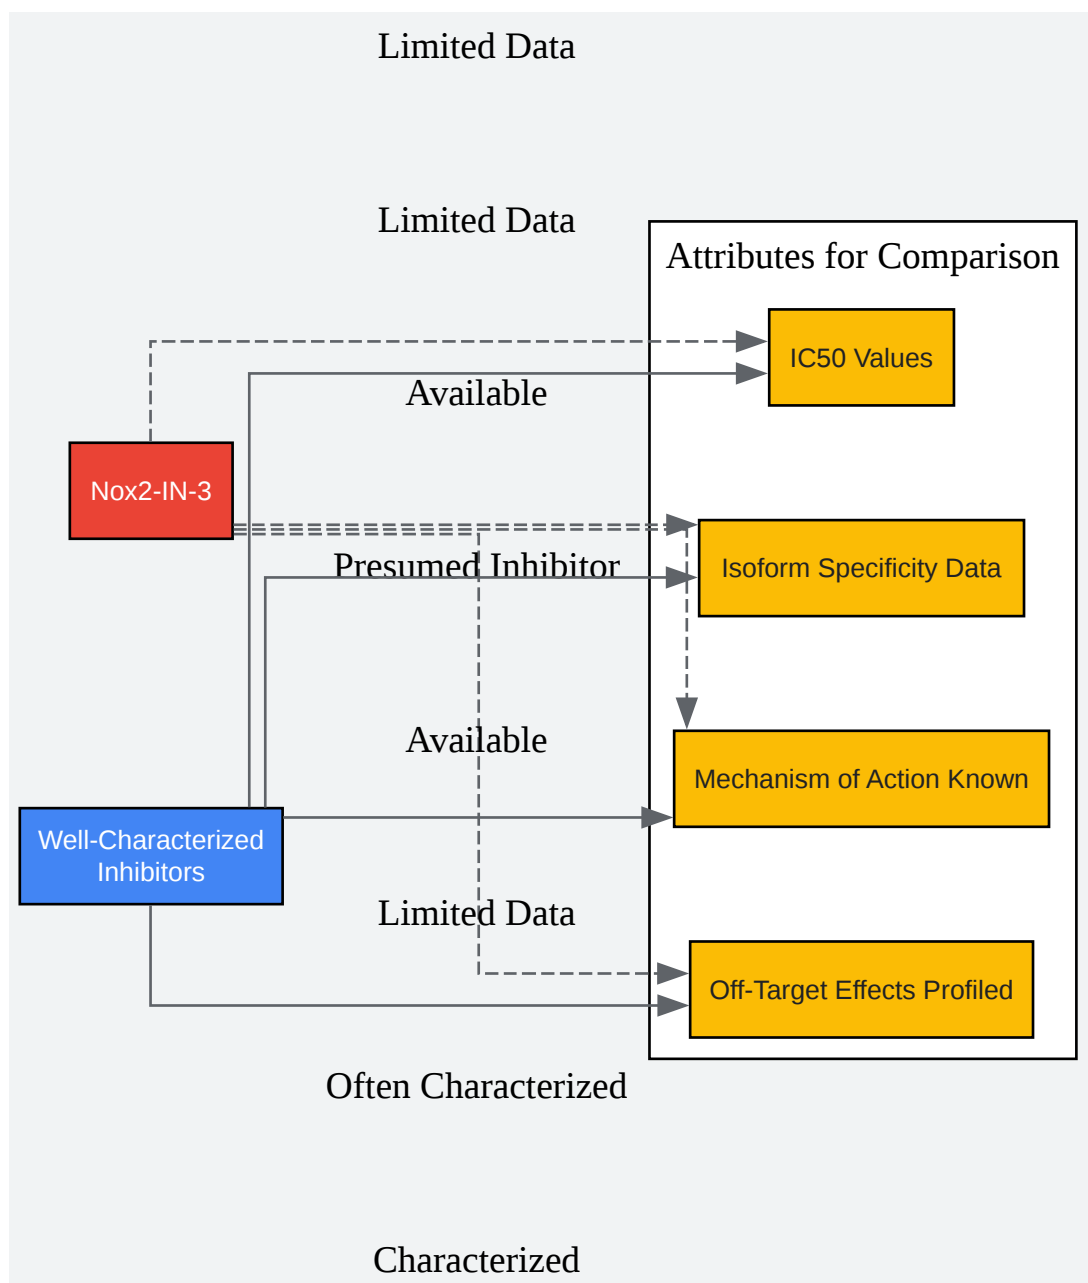 Limited Data
Limited Data
Attributes for Comparison
IC50 Values
Available
Nox2-IN-3
Presumed Inhibitor
Isoform Specificity Data
Available
Mechanism of Action Known
Well-Characterized
Inhibitors
Limited Data
Off-Target Effects Profiled
Often Characterized
Characterized